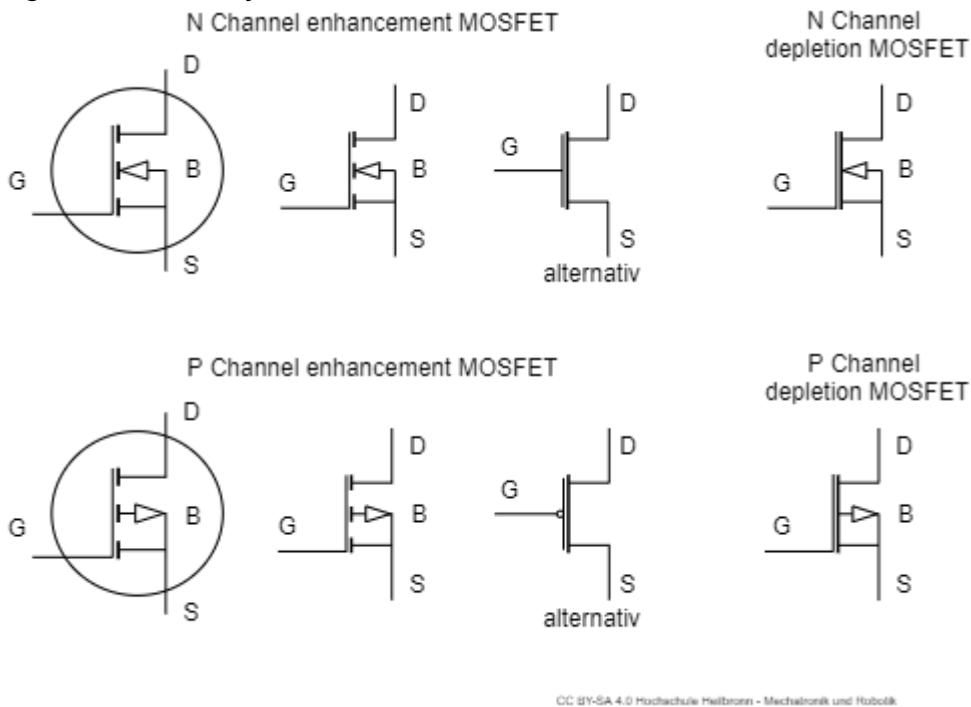 N Channel enhancement MOSFET
N Channel
depletion MOSFET
D
G
B
S
D
G
B
S
D
G
S
alternativ
D
G
B
S
P Channel enhancement MOSFET
P Channel
depletion MOSFET
D
G
B
S
D
G
B
S
D
G
S
alternativ
D
G
B
S
CC BY-SA 4.0 Hochschule Heilbronn - Mechatronik und Robotik